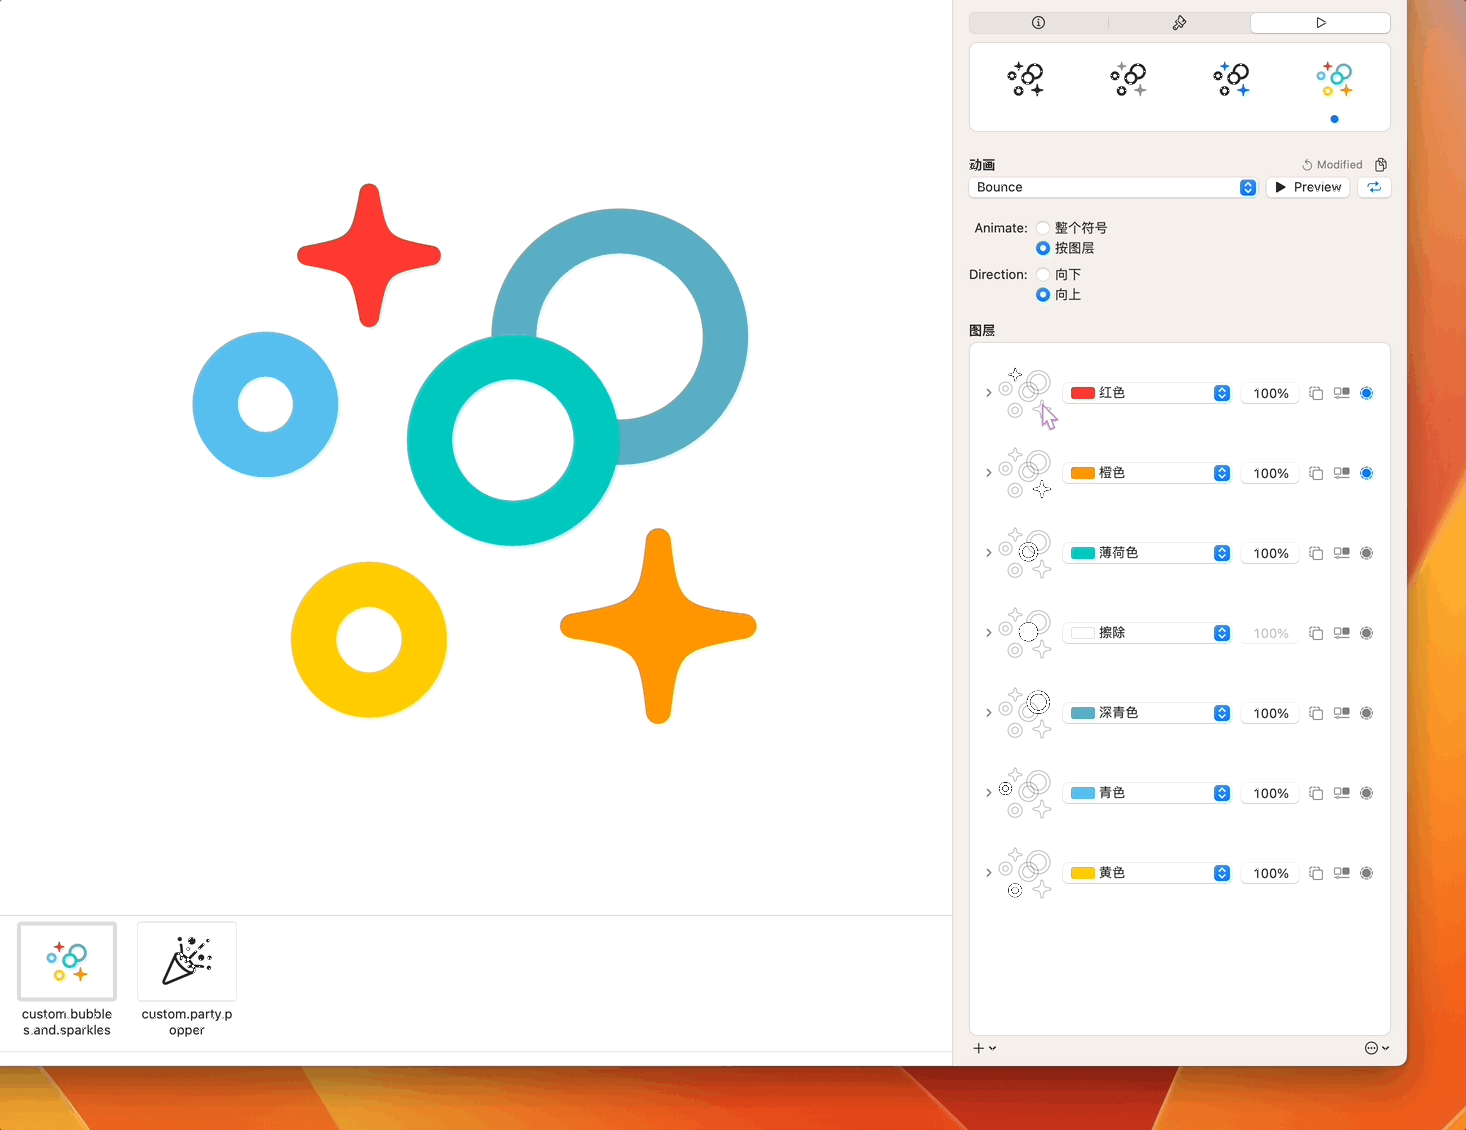 动画
Modified
Bounce
Preview
Animate:
整个符号
按图层
Direction:
向下
向上
图层
红色
100%
橙色
100%
薄荷色
100%
擦除
100%
深青色
100%
青色
100%
黄色
100%
custom.bubble
s.and.sparkles
custom.party.p
opper